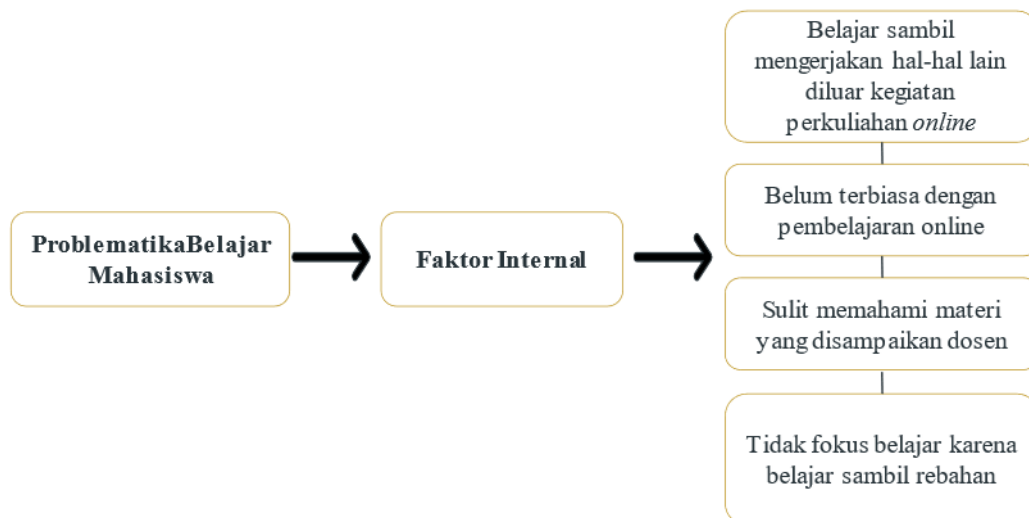 ProblematikaBelajar
Mahasiswa
Faktor Internal
Belajar sambil
mengerjakan hal-hal lain
diluar kegiatan
perkuliahan online
Belum terbiasa dengan
pembelajaran online
Sulit memahami materi
yang disampaikan dosen
Tidak fokus belajar karena
belajar sambil rebahan